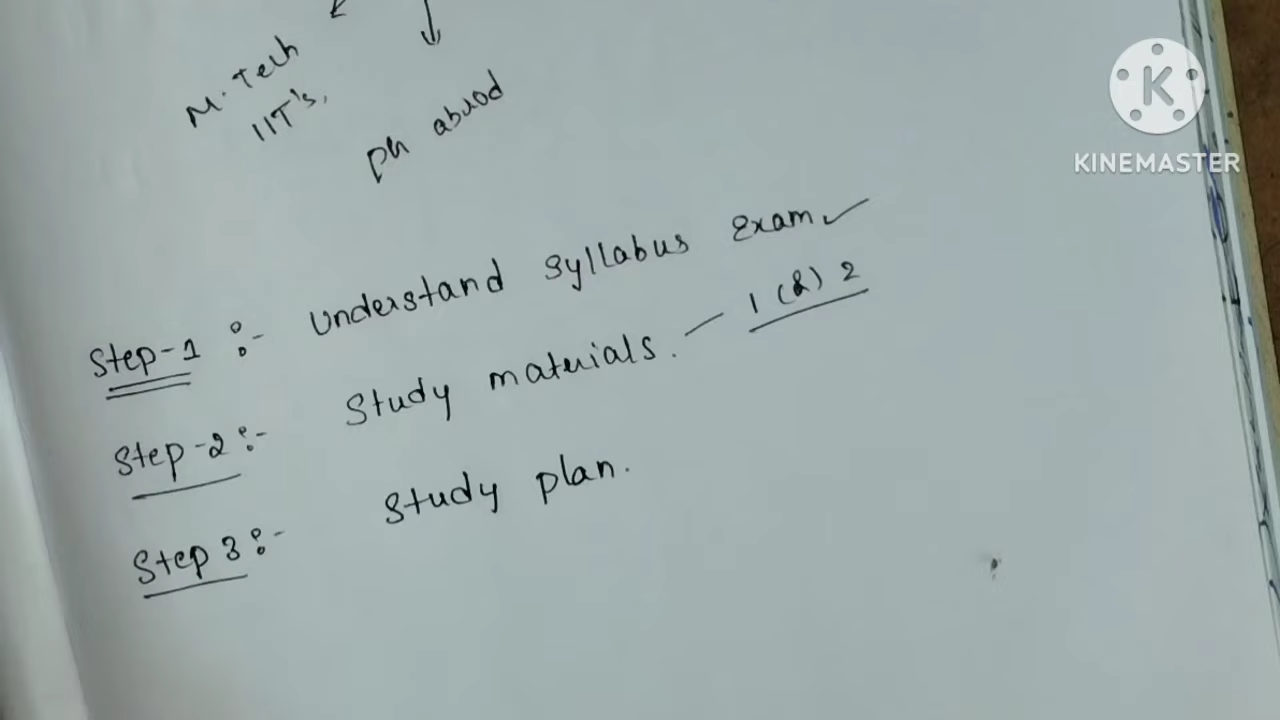 M.Tech
IIT's,
Ph abrod
Step-1 :- Understand Syllabus Exam ✓
Step-2 :- Study materials. — 1 (&) 2
Step 3 :- Study plan.
K
KINEMASTER